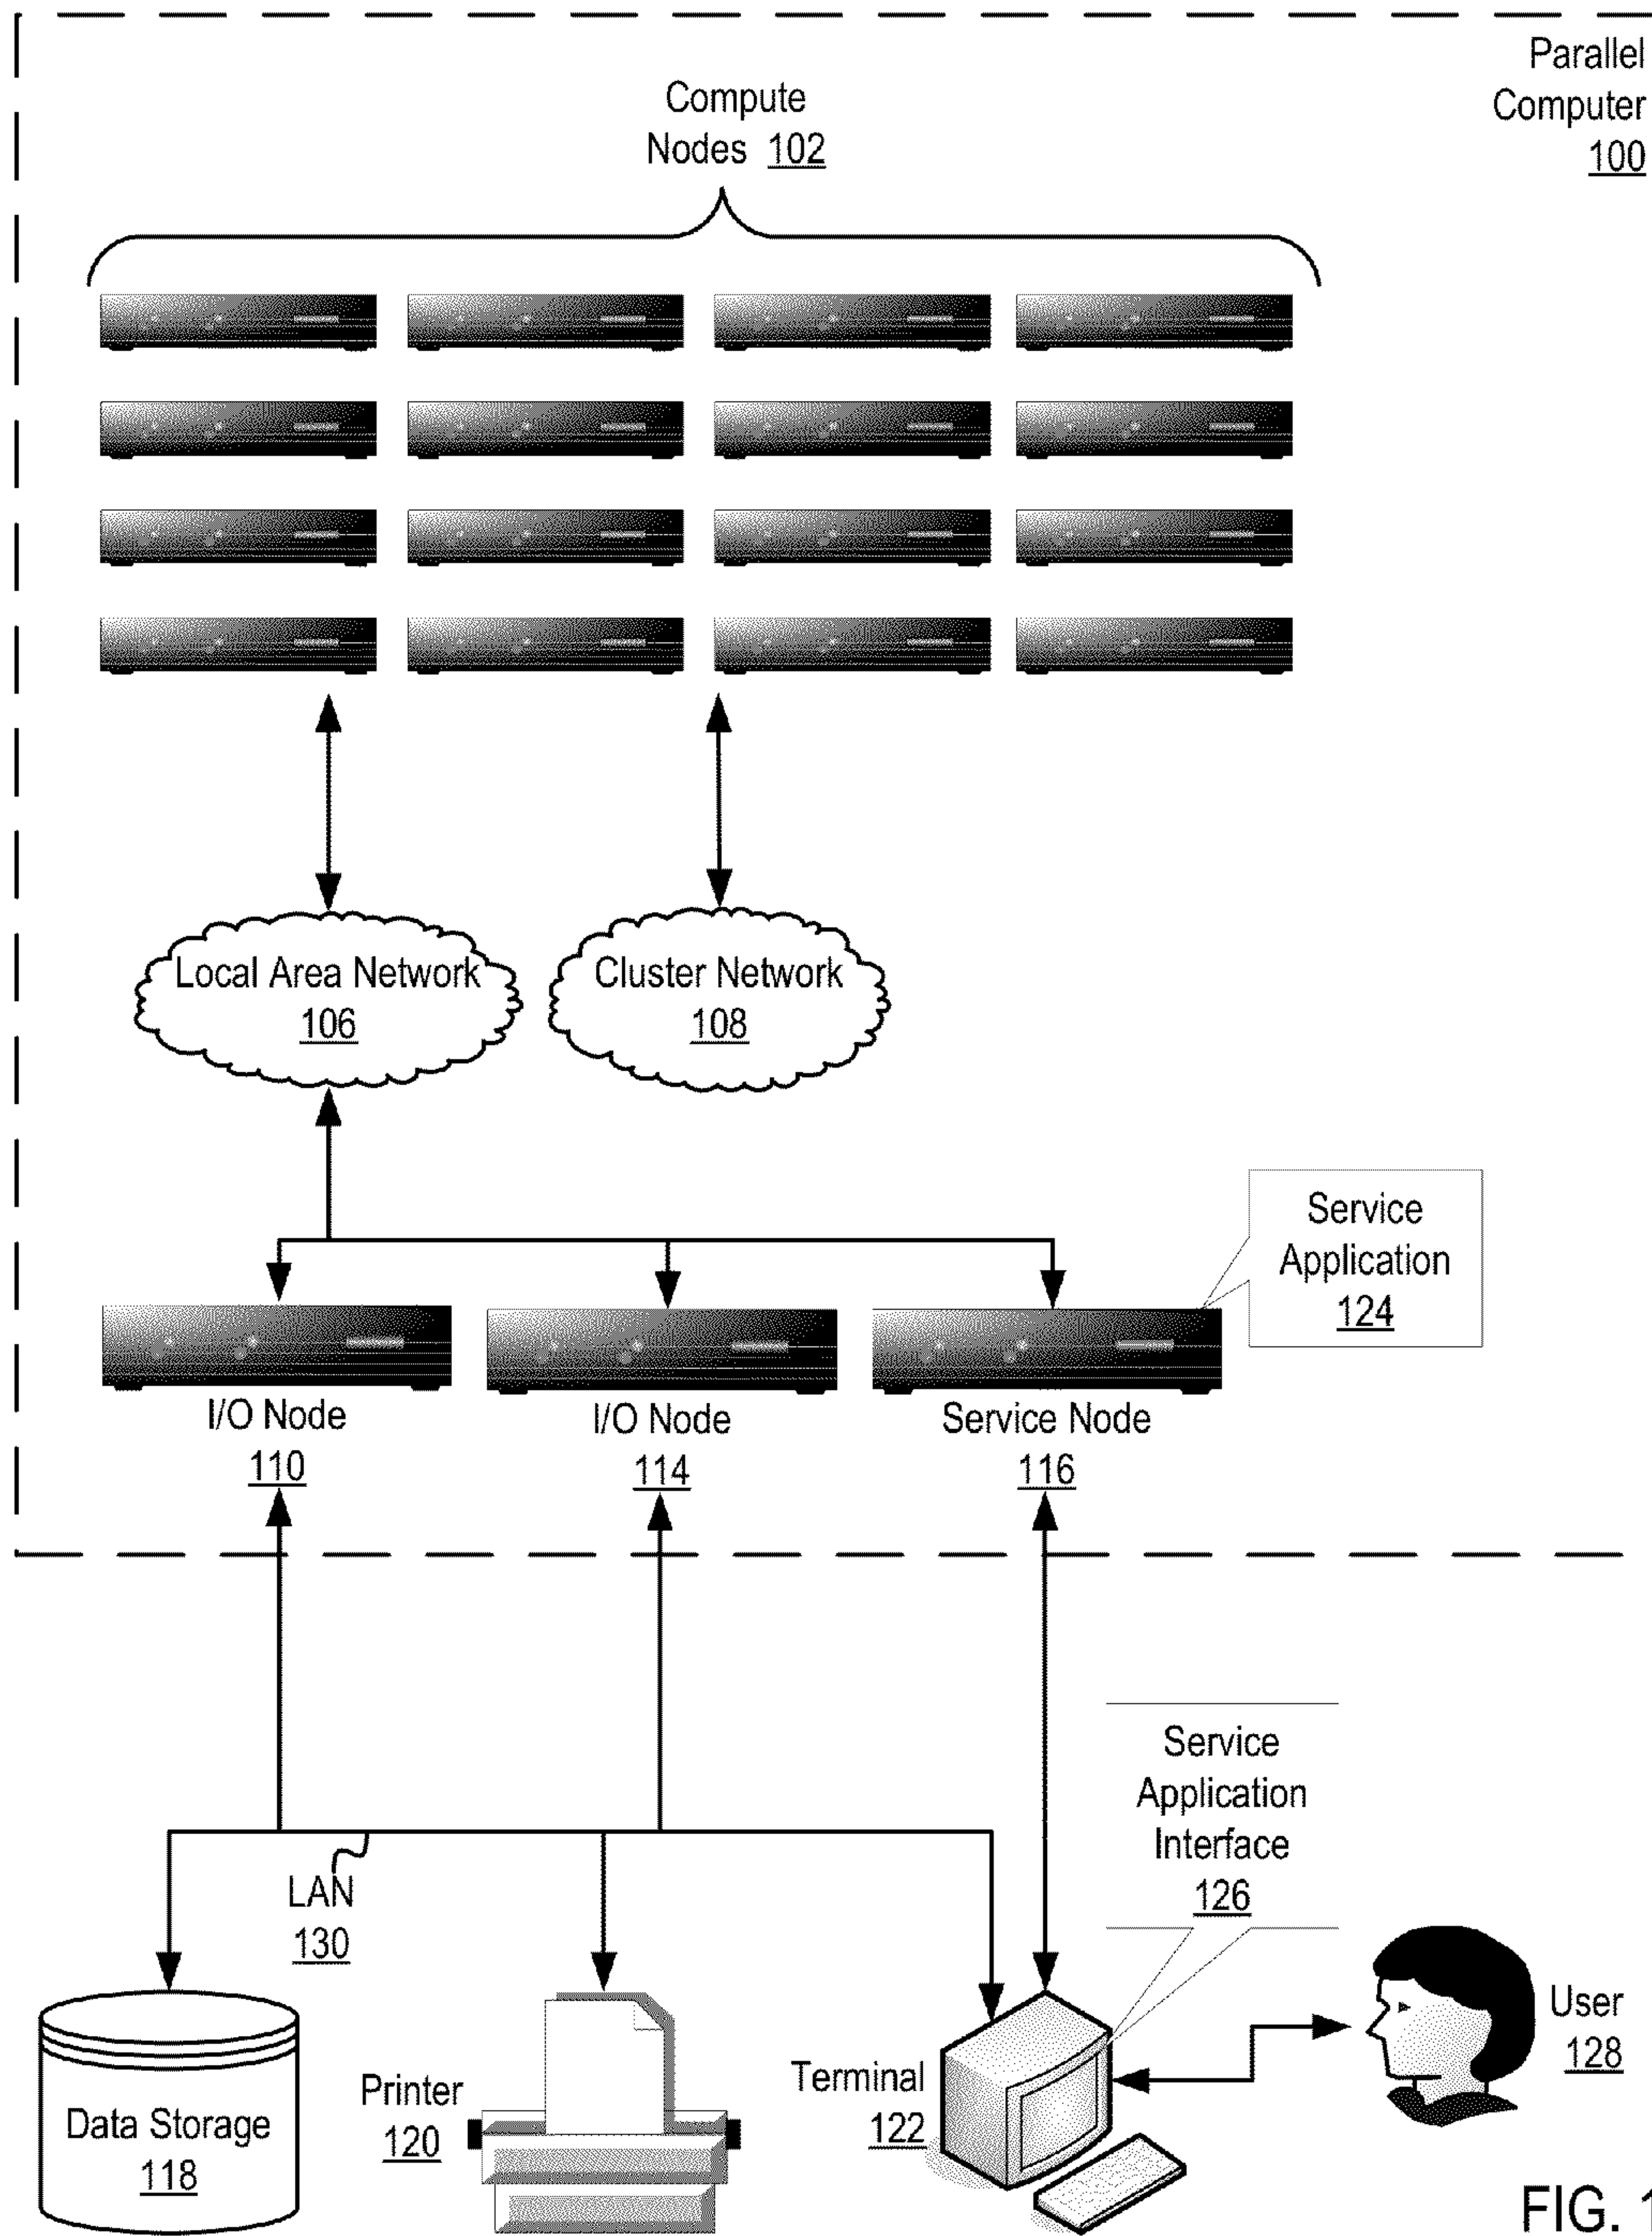 Parallel
Computer
100
Compute
Nodes 102
Local Area Network
106
Cluster Network
108
Service
Application
124
I/O Node
110
I/O Node
114
Service Node
116
Service
Application
Interface
126
LAN
130
User
128
Printer
120
Terminal
122
Data Storage
118
FIG. 1